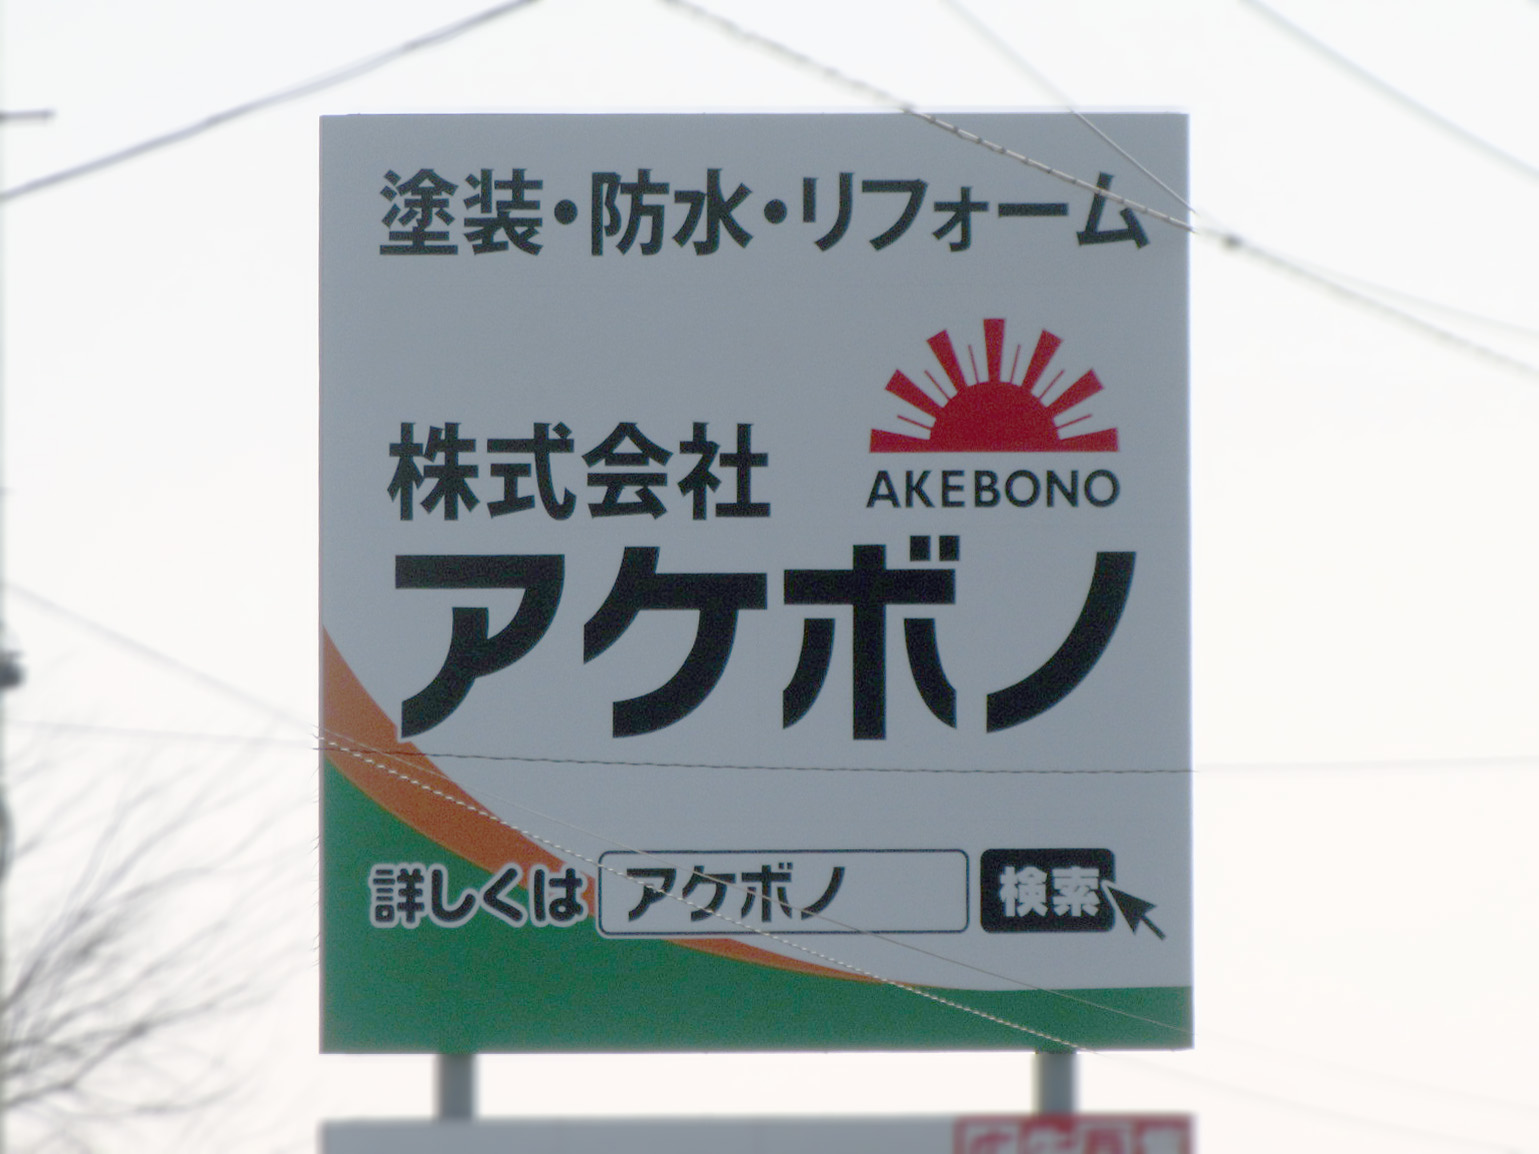 塗装・防水・リフォーム
AKEBONO
株式会社
アケボノ
詳しくは アケボノ 検索